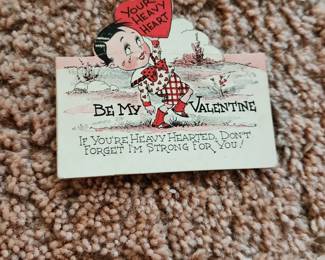 YOUR
HEAVY
HEART
BE MY VALENTINE
IF YOU'RE HEAVY HEARTED, DON'T
FORGET I'M STRONG FOR YOU!